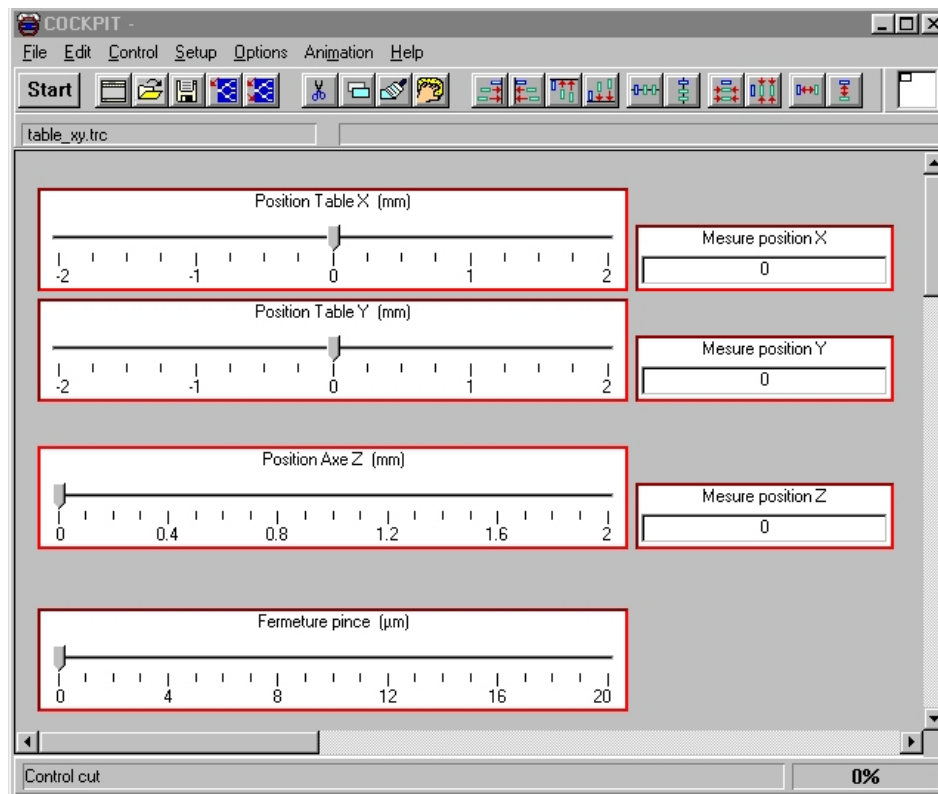 COCKPIT -
File Edit Control Setup Options Animation Help
Start
table_xy.trc
Position Table X (mm)
-2 -1 0 1 2
Mesure position X
0
Position Table Y (mm)
-2 -1 0 1 2
Mesure position Y
0
Position Axe Z (mm)
0 0.4 0.8 1.2 1.6 2
Mesure position Z
0
Fermeture pince (µm)
0 4 8 12 16 20
Control cut 0%